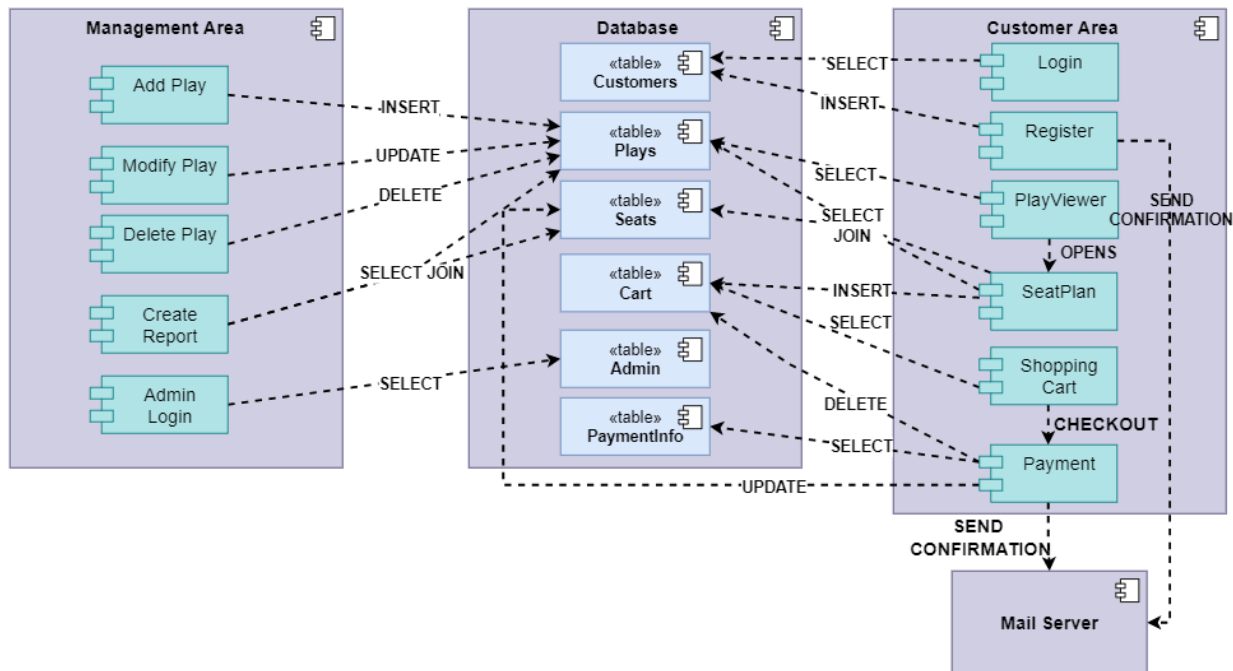 Management Area
Add Play
Modify Play
Delete Play
Create
Report
Admin
Login
INSERT
UPDATE
DELETE
SELECT JOIN
SELECT
Database
«table»
Customers
«table»
Plays
«table»
Seats
«table»
Cart
«table»
Admin
«table»
PaymentInfo
SELECT
INSERT
SELECT
SELECT
JOIN
INSERT
SELECT
DELETE
SELECT
UPDATE
Customer Area
Login
Register
PlayViewer
SEND
CONFIRMATION
OPENS
SeatPlan
Shopping
Cart
CHECKOUT
Payment
SEND
CONFIRMATION
Mail Server